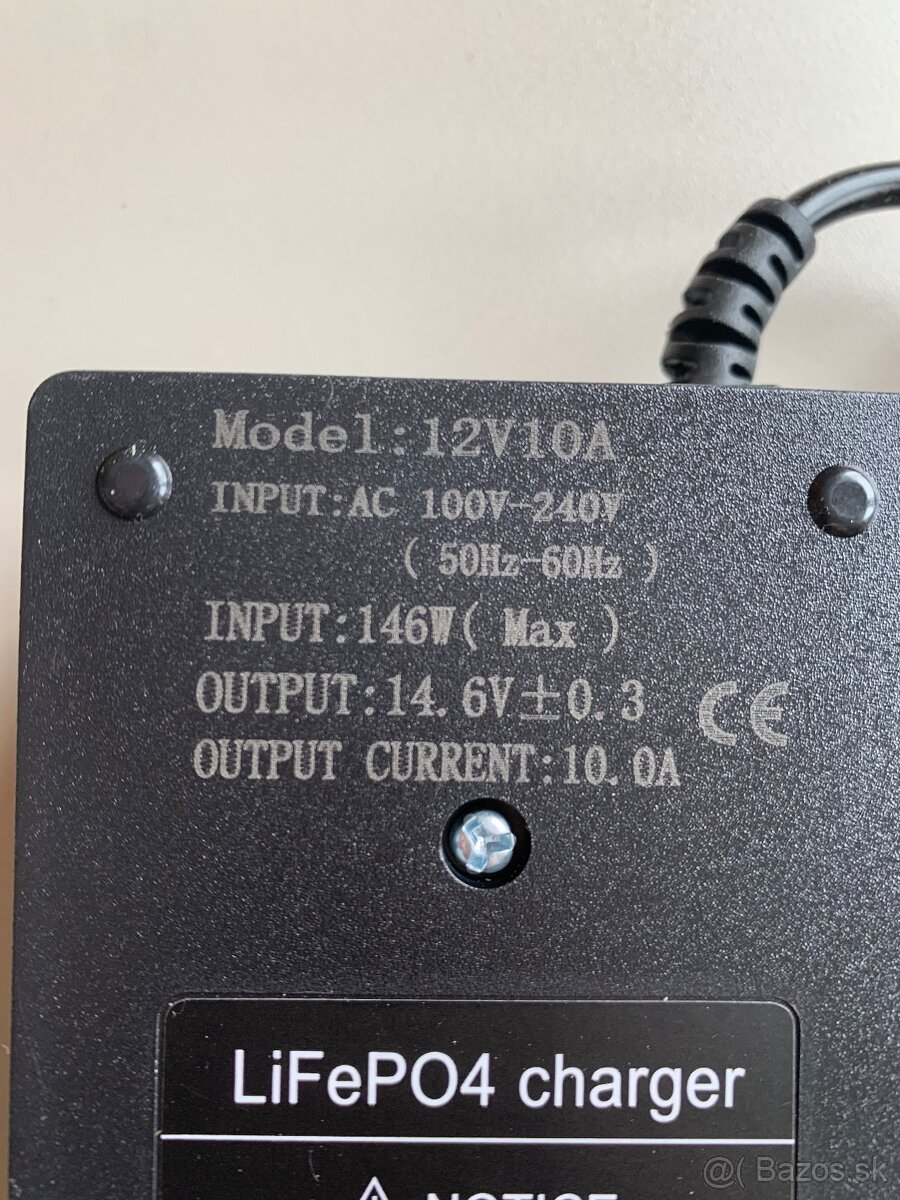 Model:12V10A
INPUT:AC 100V-240V
( 50Hz-60Hz )
INPUT:146W( Max )
OUTPUT:14.6V±0.3
CE
OUTPUT CURRENT:10.0A
LiFePO4 charger
NOTICE
@( Bazos.sk